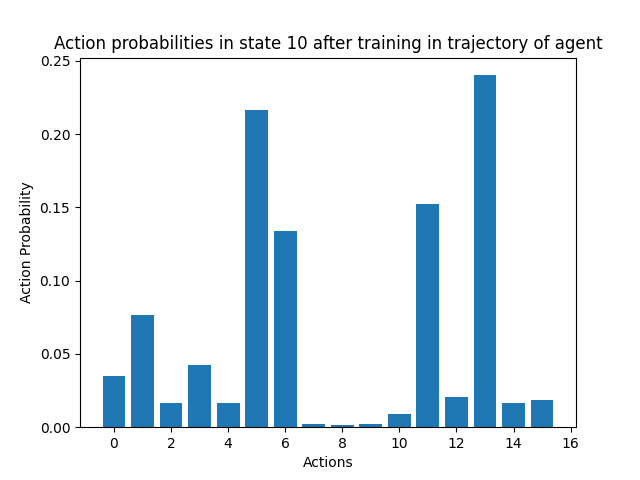 Action probabilities in state 10 after training in trajectory of agent
0.25
0.20
0.15
0.10
0.05
0.00
Action Probability
0 2 4 6 8 10 12 14 16
Actions